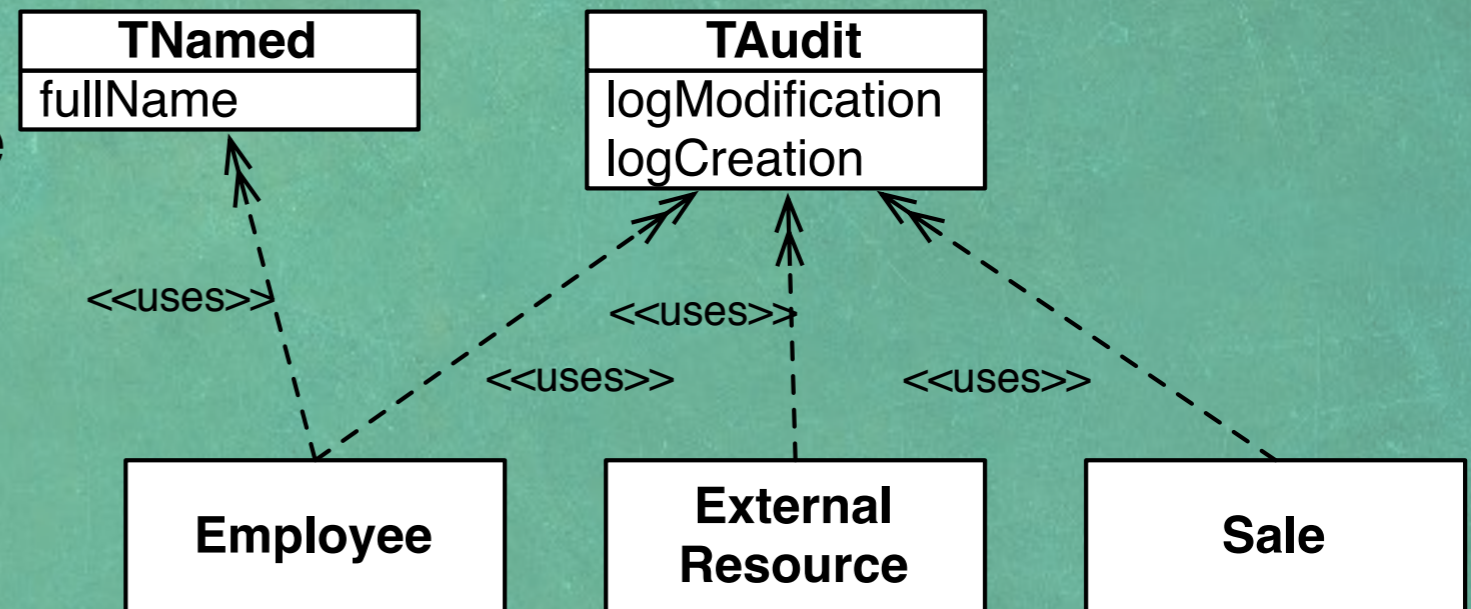 TNamed
fullName
TAudit
logModification
logCreation
<<uses>>
<<uses>>
<<uses>>
<<uses>>
Employee
External
Resource
Sale